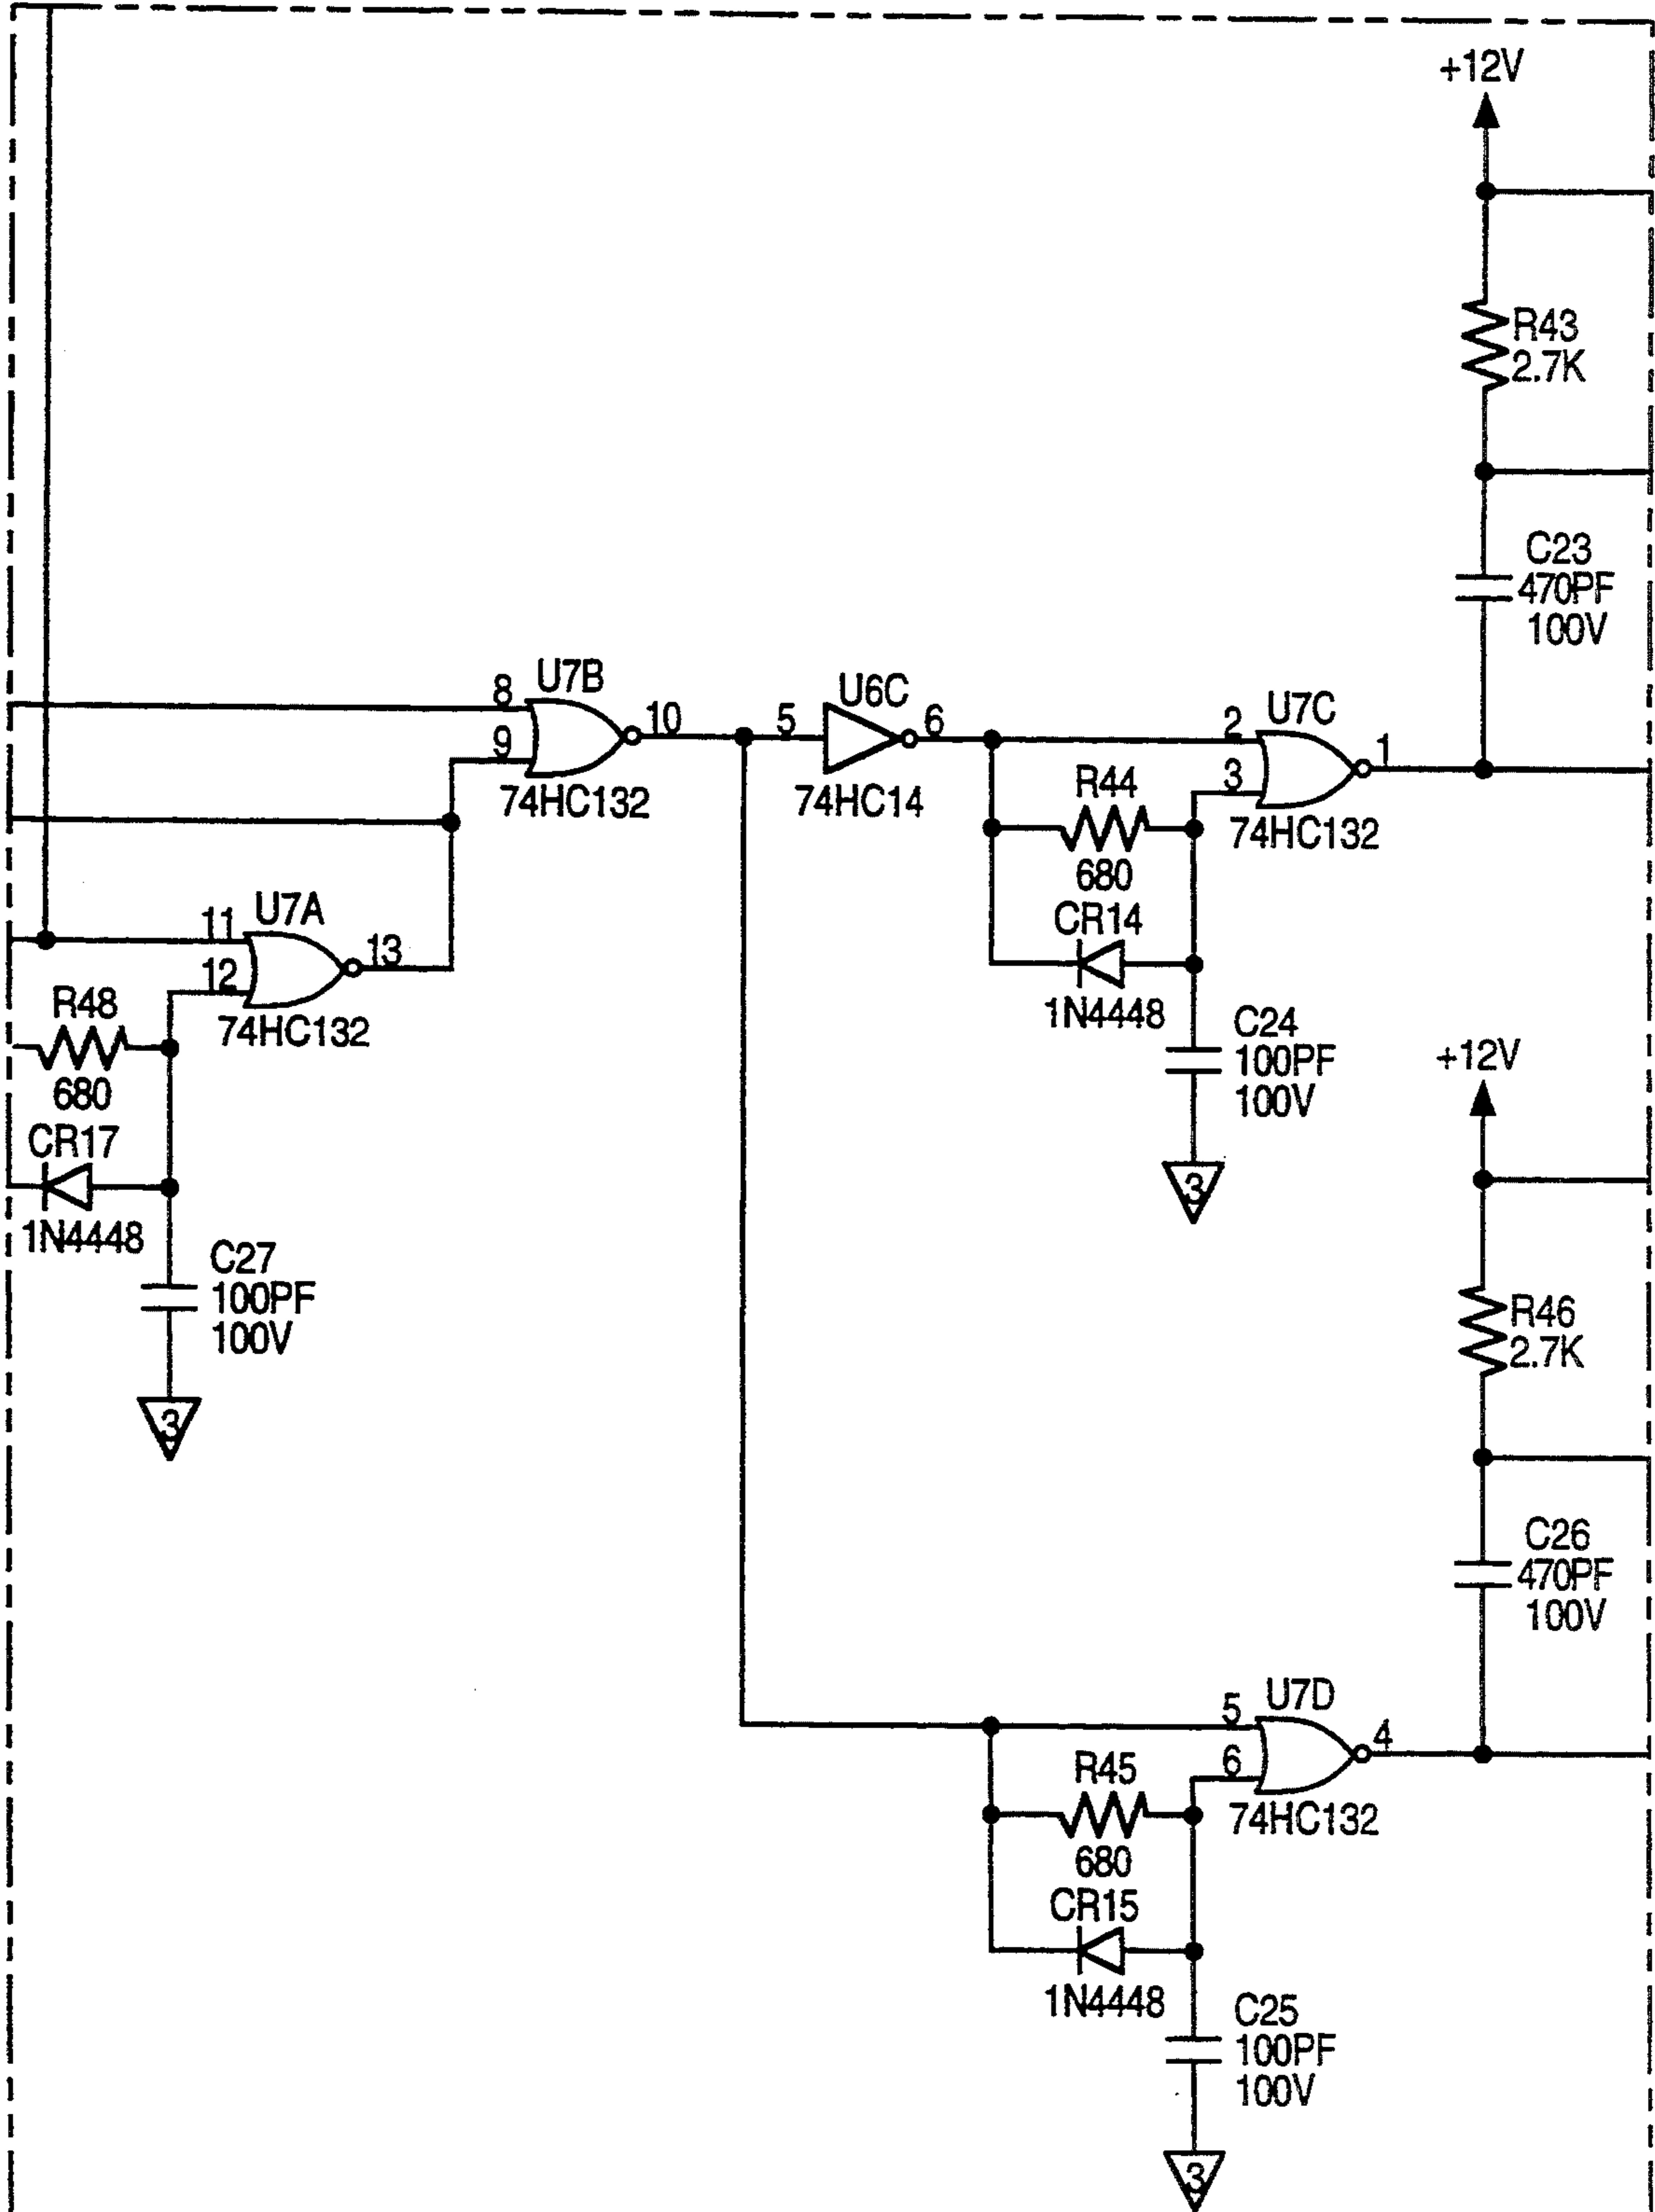 +12V
R43
2.7K
C23
470PF
100V
U7B
8
9
10
74HC132
U6C
5
6
74HC14
U7C
2
3
1
74HC132
R44
680
CR14
1N4448
C24
100PF
100V
3
U7A
11
12
13
74HC132
R48
680
CR17
1N4448
C27
100PF
100V
3
+12V
R46
2.7K
C26
470PF
100V
U7D
5
6
4
74HC132
R45
680
CR15
1N4448
C25
100PF
100V
3